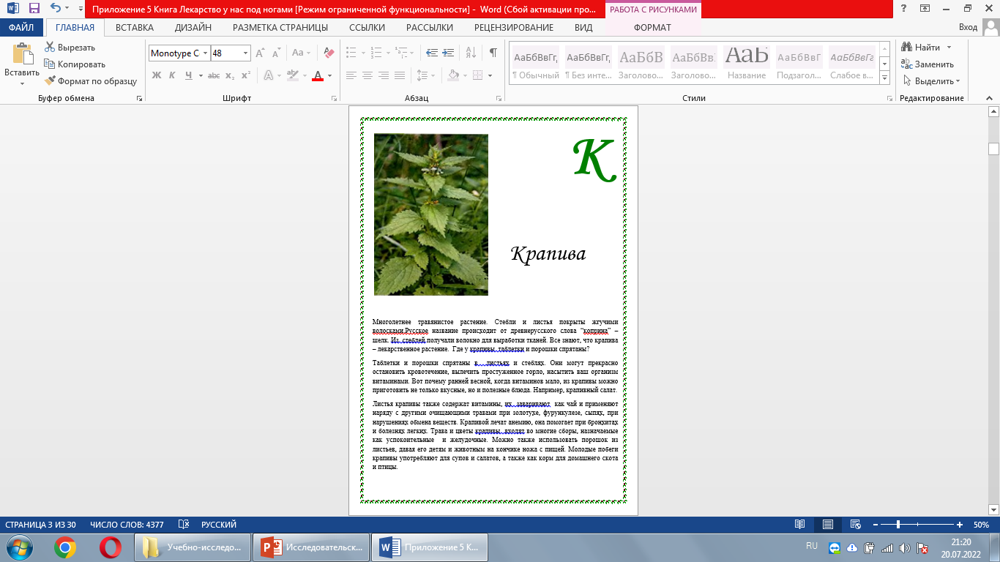 Приложение 5 Книга Лекарство у нас под ногами [Режим ограниченной функциональности] - Word (Сбой активации про...
РАБОТА С РИСУНКАМИ
ФАЙЛ ГЛАВНАЯ ВСТАВКА ДИЗАЙН РАЗМЕТКА СТРАНИЦЫ ССЫЛКИ РАССЫЛКИ РЕЦЕНЗИРОВАНИЕ ВИД ФОРМАТ Вход
Вставить
Вырезать
Копировать
Формат по образцу
Буфер обмена
Monotype C 48
Ж К Ч abc x₂ x²
Шрифт
Абзац
АаБбВвГг, АаБбВвГг, АаБбВ АаБбВв АаБ АаБбВвГ АаБбВвГг
¶ Обычный ¶ Без инте... Заголово... Заголово... Название Подзагол... Слабое в...
Стили
Найти
Заменить
Выделить
Редактирование
К
Крапива
Многолетнее травянистое растение. Стебли и листья покрыты жгучими
волосками.Русское название происходит от древнерусского слова “коприна” –
шелк. Из стеблей получали волокно для выработки тканей. Все знают, что крапива
– лекарственное растение. Где у крапивы таблетки и порошки спрятаны?
Таблетки и порошки спрятаны в листьях и стеблях. Они могут прекрасно
остановить кровотечение, вылечить простуженное горло, насытить ваш организм
витаминами. Вот почему ранней весной, когда витаминов мало, из крапивы можно
приготовить не только вкусные, но и полезные блюда. Например, крапивный салат.
Листья крапивы также содержат витамины, их заваривают как чай и применяют
наряду с другими очищающими травами при золотухе, фурункулезе, сыпях, при
нарушениях обмена веществ. Крапивой лечат анемию, она помогает при бронхитах
и болезнях легких. Трава и цветы крапивы входят во многие сборы, назначаемые
как успокоительные и желудочные. Можно также использовать порошок из
листьев, давая его детям и животным на кончике ножа с пищей. Молодые побеги
крапивы употребляют для супов и салатов, а также как корм для домашнего скота
и птицы.
СТРАНИЦА 3 ИЗ 30 ЧИСЛО СЛОВ: 4377 РУССКИЙ 50%
Учебно-исследо... Исследовательск... Приложение 5 К... RU 21:20
20.07.2022